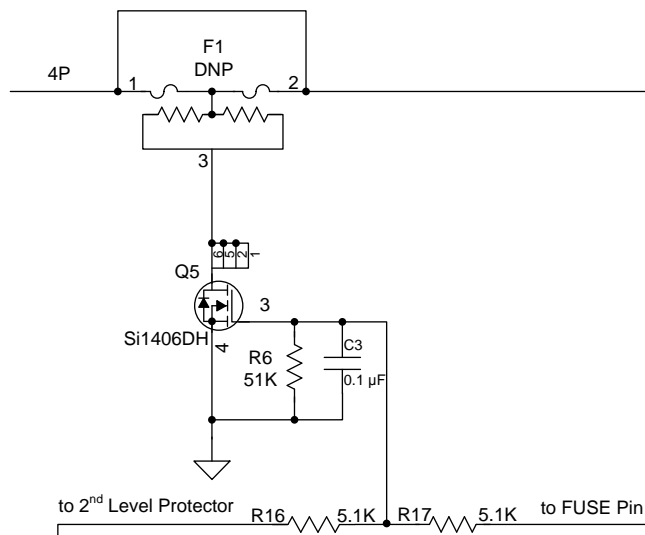 F1
DNP
4P
1
2
3
6
5
2
1
Q5
3
Si1406DH
4
R6
51K
C3
0.1 µF
to 2nd Level Protector
R16
5.1K
R17
5.1K
to FUSE Pin